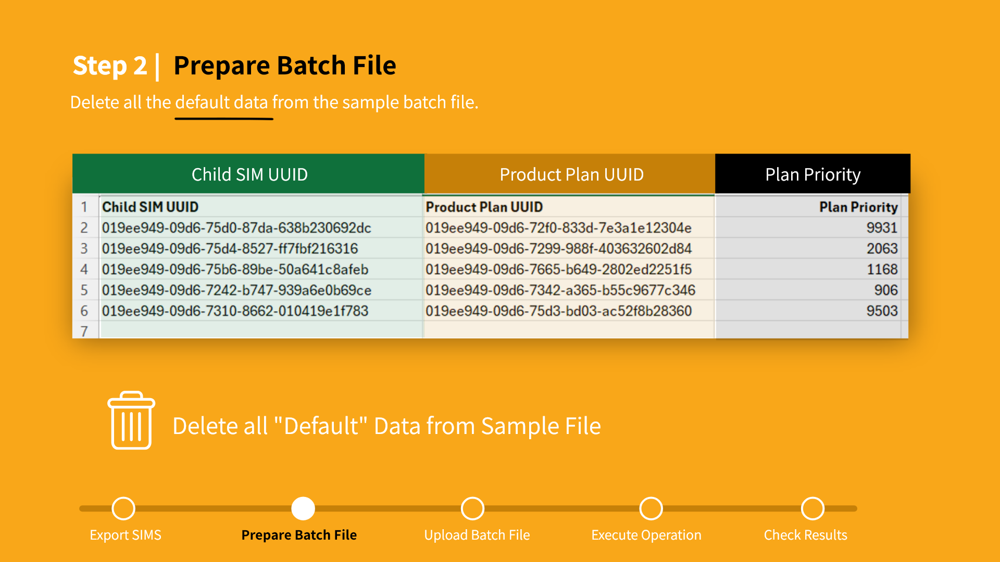 Step 2 | Prepare Batch File
Delete all the default data from the sample batch file.
Child SIM UUID Product Plan UUID Plan Priority
1 Child SIM UUID Product Plan UUID Plan Priority
2 019ee949-09d6-75d0-87da-638b230692dc 019ee949-09d6-72f0-833d-7e3a1e12304e 9931
3 019ee949-09d6-75d4-8527-ff7fbf216316 019ee949-09d6-7299-988f-403632602d84 2063
4 019ee949-09d6-75b6-89be-50a641c8afeb 019ee949-09d6-7665-b649-2802ed2251f5 1168
5 019ee949-09d6-7242-b747-939a6e0b69ce 019ee949-09d6-7342-a365-b55c9677c346 906
6 019ee949-09d6-7310-8662-010419e1f783 019ee949-09d6-75d3-bd03-ac52f8b28360 9503
7
Delete all "Default" Data from Sample File
Export SIMS Prepare Batch File Upload Batch File Execute Operation Check Results